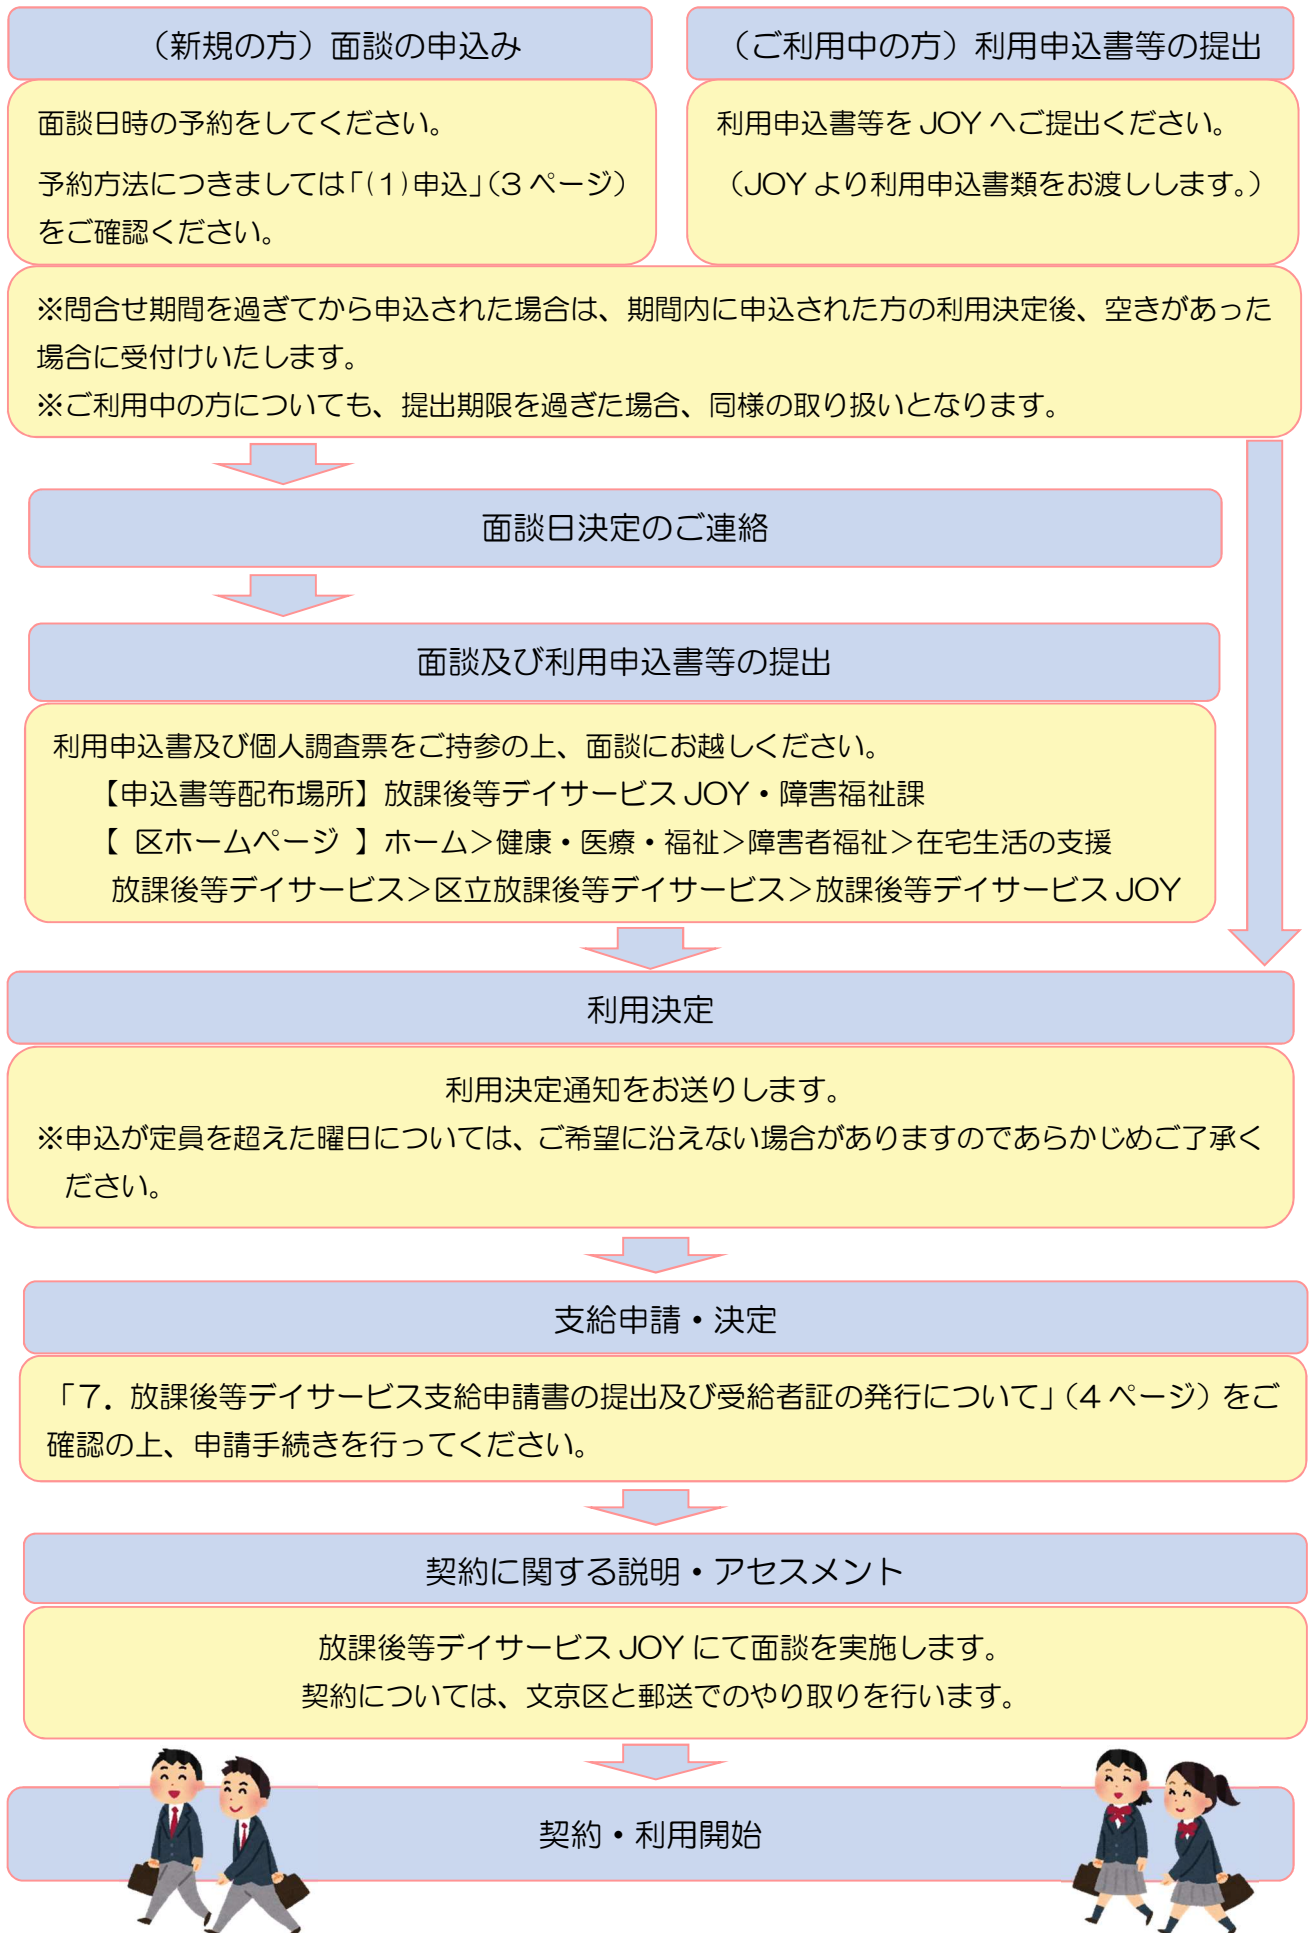 （新規の方）面談の申込み
面談日時の予約をしてください。
予約方法につきましては「(1)申込」（3 ページ）
をご確認ください。
（ご利用中の方）利用申込書等の提出
利用申込書等を JOY へご提出ください。
（JOY より利用申込書類をお渡しします。）
※問合せ期間を過ぎてから申込された場合は、期間内に申込された方の利用決定後、空きがあった
場合に受付けいたします。
※ご利用中の方についても、提出期限を過ぎた場合、同様の取り扱いとなります。
面談日決定のご連絡
面談及び利用申込書等の提出
利用申込書及び個人調査票をご持参の上、面談にお越しください。
【申込書等配布場所】放課後等デイサービス JOY・障害福祉課
【 区ホームページ 】ホーム＞健康・医療・福祉＞障害者福祉＞在宅生活の支援
放課後等デイサービス＞区立放課後等デイサービス＞放課後等デイサービス JOY
利用決定
利用決定通知をお送りします。
※申込が定員を超えた曜日については、ご希望に沿えない場合がありますのであらかじめご了承く
ださい。
支給申請・決定
「７．放課後等デイサービス支給申請書の提出及び受給者証の発行について」（4 ページ）をご
確認の上、申請手続きを行ってください。
契約に関する説明・アセスメント
放課後等デイサービス JOY にて面談を実施します。
契約については、文京区と郵送でのやり取りを行います。
契約・利用開始